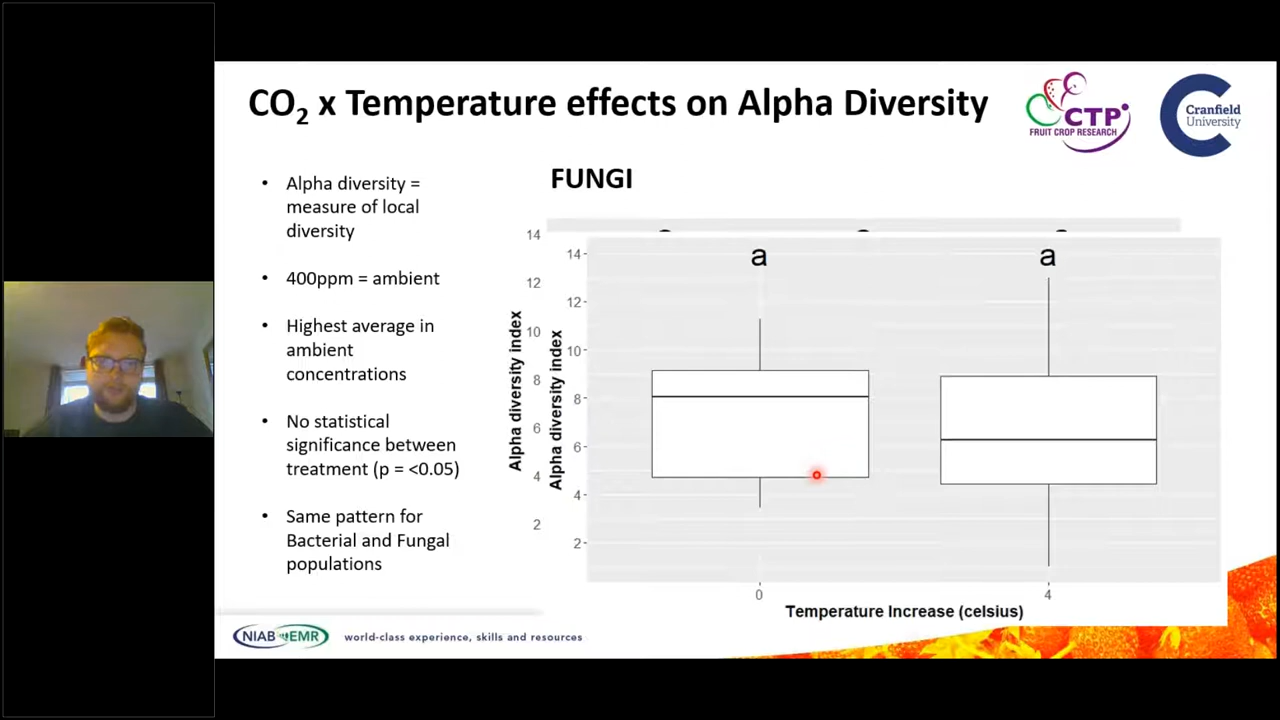 CO2 x Temperature effects on Alpha Diversity
CTP
FRUIT CROP RESEARCH
Cranfield
University
• Alpha diversity =
measure of local
diversity
• 400ppm = ambient
• Highest average in
ambient
concentrations
• No statistical
significance between
treatment (p = <0.05)
• Same pattern for
Bacterial and Fungal
populations
FUNGI
Alpha diversity index
14
12
10
8
6
4
2
Alpha diversity index
14
12
10
8
6
4
2
a
a
0
4
Temperature Increase (celsius)
NIAB EMR
world-class experience, skills and resources